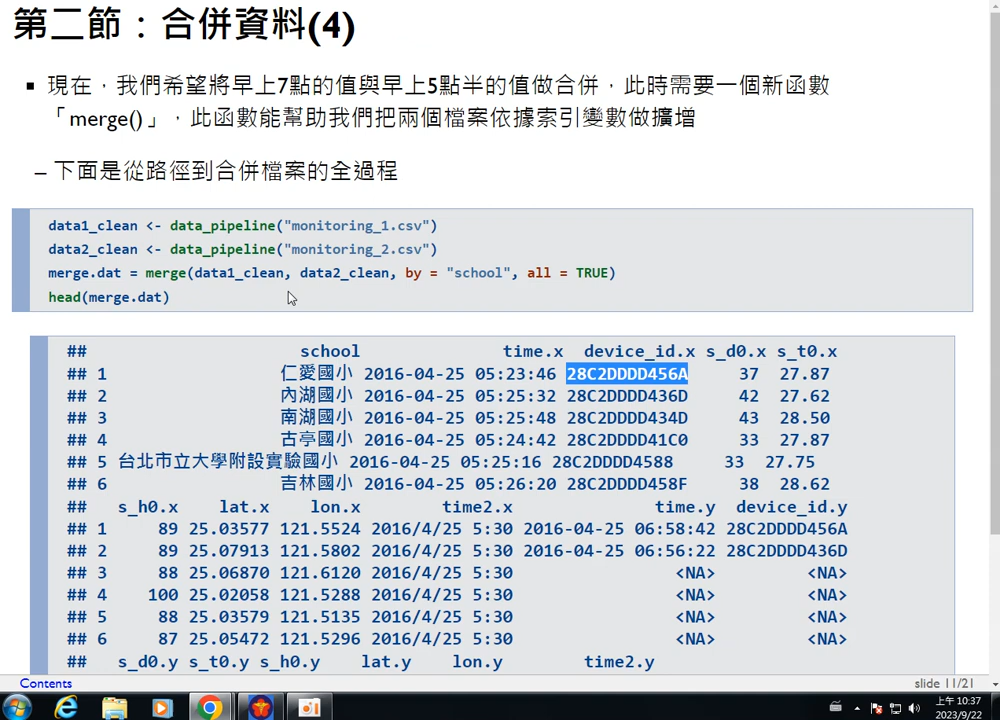 第二節：合併資料(4)
▪ 現在，我們希望將早上7點的值與早上5點半的值做合併，此時需要一個新函數
「merge()」，此函數能幫助我們把兩個檔案依據索引變數做擴增
– 下面是從路徑到合併檔案的全過程
data1_clean <- data_pipeline("monitoring_1.csv")
data2_clean <- data_pipeline("monitoring_2.csv")
merge.dat = merge(data1_clean, data2_clean, by = "school", all = TRUE)
head(merge.dat)
## school time.x device_id.x s_d0.x s_t0.x
## 1 仁愛國小 2016-04-25 05:23:46 28C2DDDD456A 37 27.87
## 2 內湖國小 2016-04-25 05:25:32 28C2DDDD436D 42 27.62
## 3 南湖國小 2016-04-25 05:25:48 28C2DDDD434D 43 28.50
## 4 古亭國小 2016-04-25 05:24:42 28C2DDDD41C0 33 27.87
## 5 台北市立大學附設實驗國小 2016-04-25 05:25:16 28C2DDDD4588 33 27.75
## 6 吉林國小 2016-04-25 05:26:20 28C2DDDD458F 38 28.62
## s_h0.x lat.x lon.x time2.x time.y device_id.y
## 1 89 25.03577 121.5524 2016/4/25 5:30 2016-04-25 06:58:42 28C2DDDD456A
## 2 89 25.07913 121.5802 2016/4/25 5:30 2016-04-25 06:56:22 28C2DDDD436D
## 3 88 25.06870 121.6120 2016/4/25 5:30 <NA> <NA>
## 4 100 25.02058 121.5288 2016/4/25 5:30 <NA> <NA>
## 5 88 25.03579 121.5135 2016/4/25 5:30 <NA> <NA>
## 6 87 25.05472 121.5296 2016/4/25 5:30 <NA> <NA>
## s_d0.y s_t0.y s_h0.y lat.y lon.y time2.y
Contents slide 11/21
上午 10:37
2023/9/22